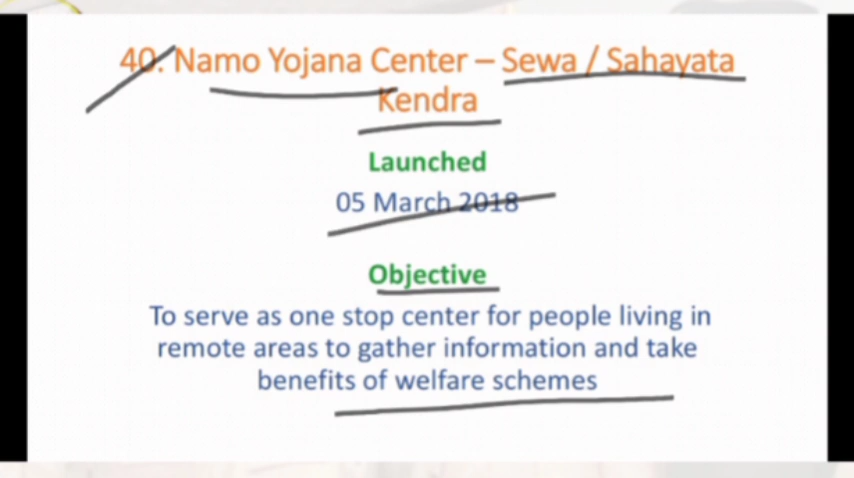 40. Namo Yojana Center – Sewa / Sahayata
Kendra
Launched
05 March 2018
Objective
To serve as one stop center for people living in
remote areas to gather information and take
benefits of welfare schemes